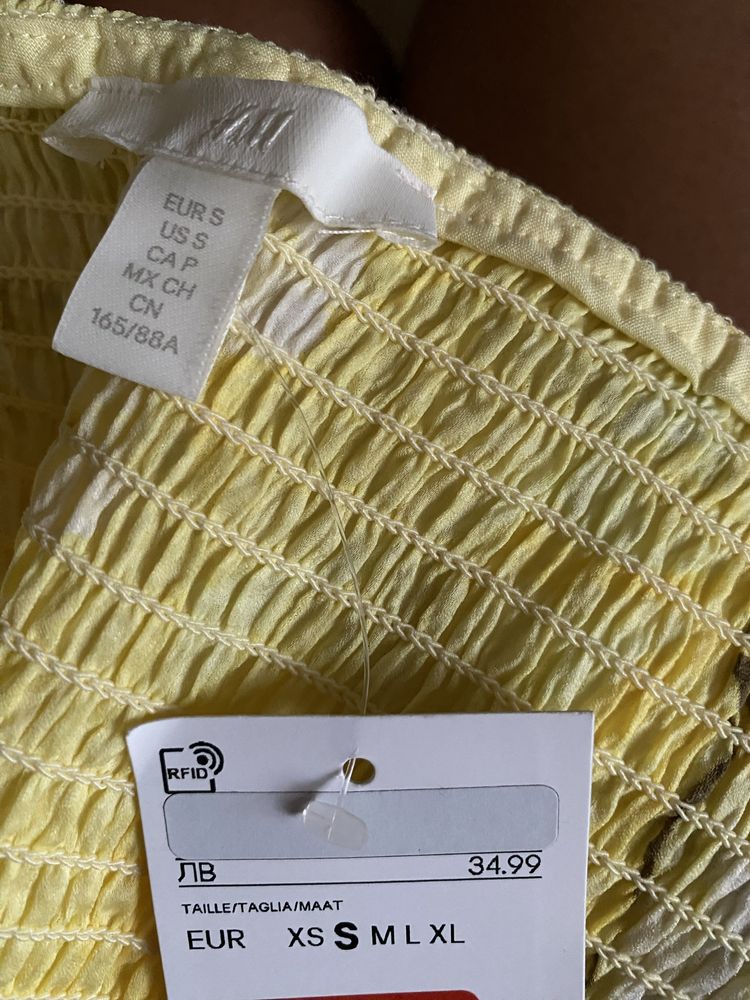 H&M
EUR S
US S
CA P
MX CH
CN
165/88A
RFID
ЛВ 34.99
TAILLE/TAGLIA/MAAT
EUR XS S M L XL